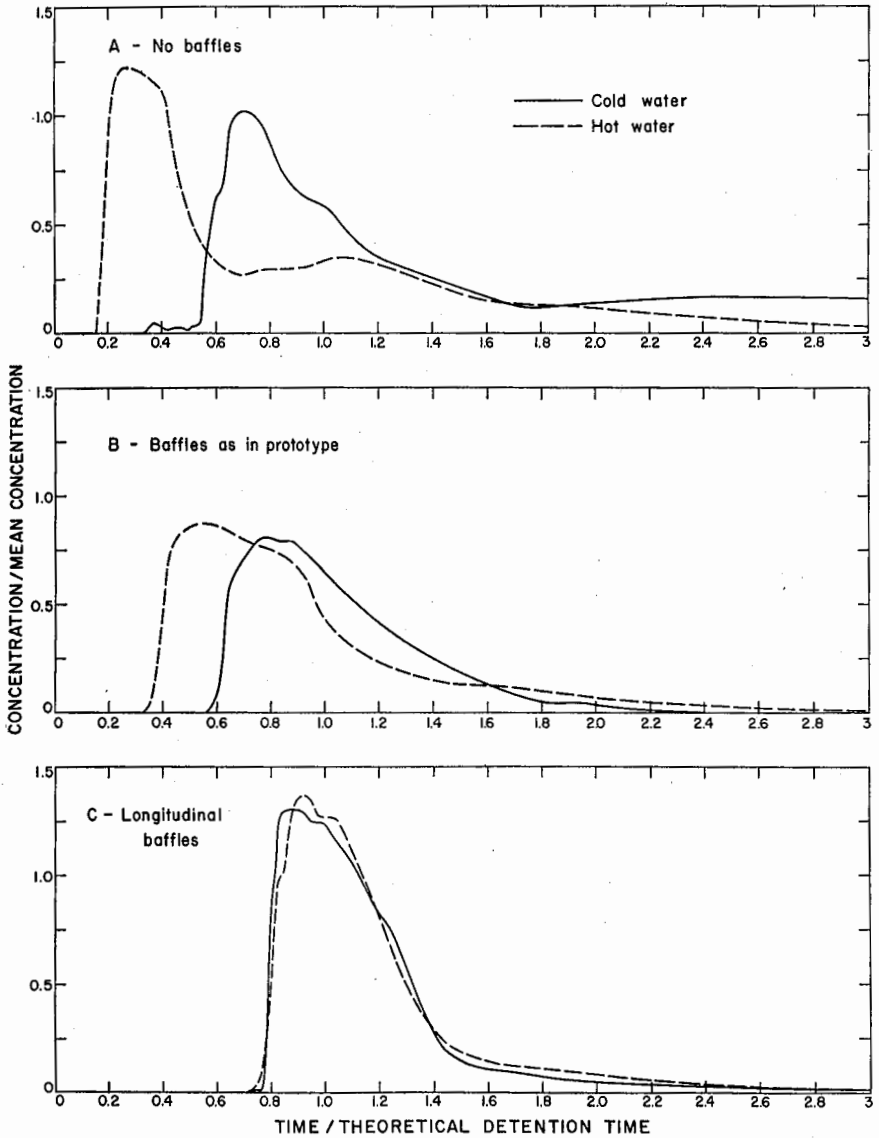 1.5
A - No baffles
Cold water
Hot water
1.0
0.5
0
0 0.2 0.4 0.6 0.8 1.0 1.2 1.4 1.6 1.8 2.0 2.2 2.4 2.6 2.8 3
CONCENTRATION/MEAN CONCENTRATION
1.5
B - Baffles as in prototype
1.0
0.5
0
0 0.2 0.4 0.6 0.8 1.0 1.2 1.4 1.6 1.8 2.0 2.2 2.4 2.6 2.8 3
1.5
C - Longitudinal
baffles
1.0
0.5
0
0 0.2 0.4 0.6 0.8 1.0 1.2 1.4 1.6 1.8 2.0 2.2 2.4 2.6 2.8 3
TIME / THEORETICAL DETENTION TIME